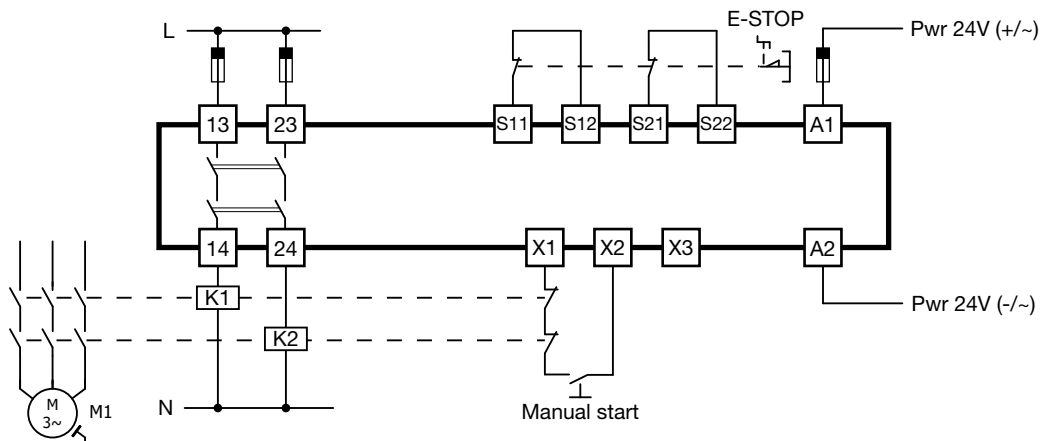 E-STOP
L
Pwr 24V (+/~)
13
23
S11
S12
S21
S22
A1
14
24
X1
X2
X3
A2
K1
K2
Pwr 24V (-/~)
M
3~
M1
N
Manual start